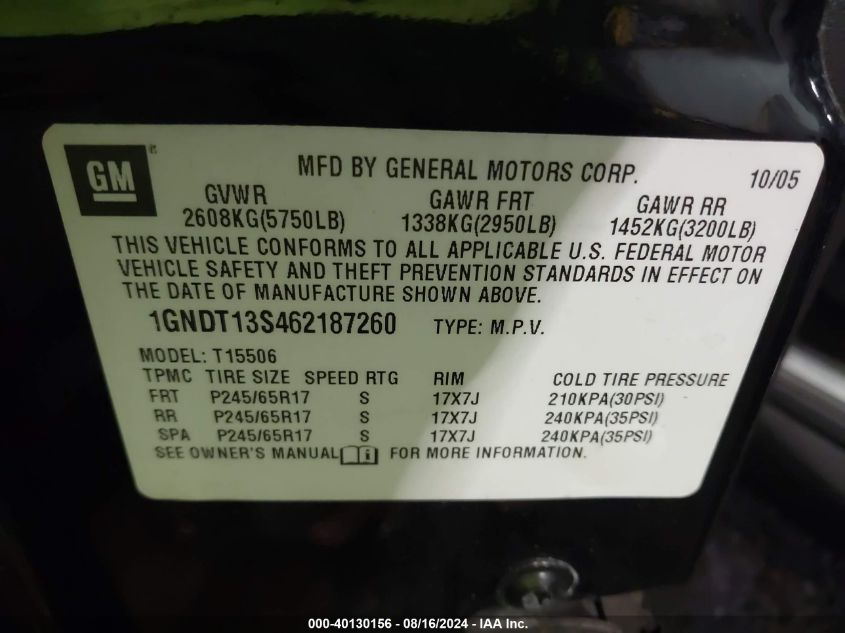 GM®
MFD BY GENERAL MOTORS CORP. 10/05
GVWR GAWR FRT GAWR RR
2608KG(5750LB) 1338KG(2950LB) 1452KG(3200LB)
THIS VEHICLE CONFORMS TO ALL APPLICABLE U.S. FEDERAL MOTOR
VEHICLE SAFETY AND THEFT PREVENTION STANDARDS IN EFFECT ON
THE DATE OF MANUFACTURE SHOWN ABOVE.
1GNDT13S462187260 TYPE: M.P.V.
MODEL: T15506
TPMC TIRE SIZE SPEED RTG RIM COLD TIRE PRESSURE
FRT P245/65R17 S 17X7J 210KPA(30PSI)
RR P245/65R17 S 17X7J 240KPA(35PSI)
SPA P245/65R17 S 17X7J 240KPA(35PSI)
SEE OWNER'S MANUAL i FOR MORE INFORMATION.
000-40130156 - 08/16/2024 - IAA Inc.